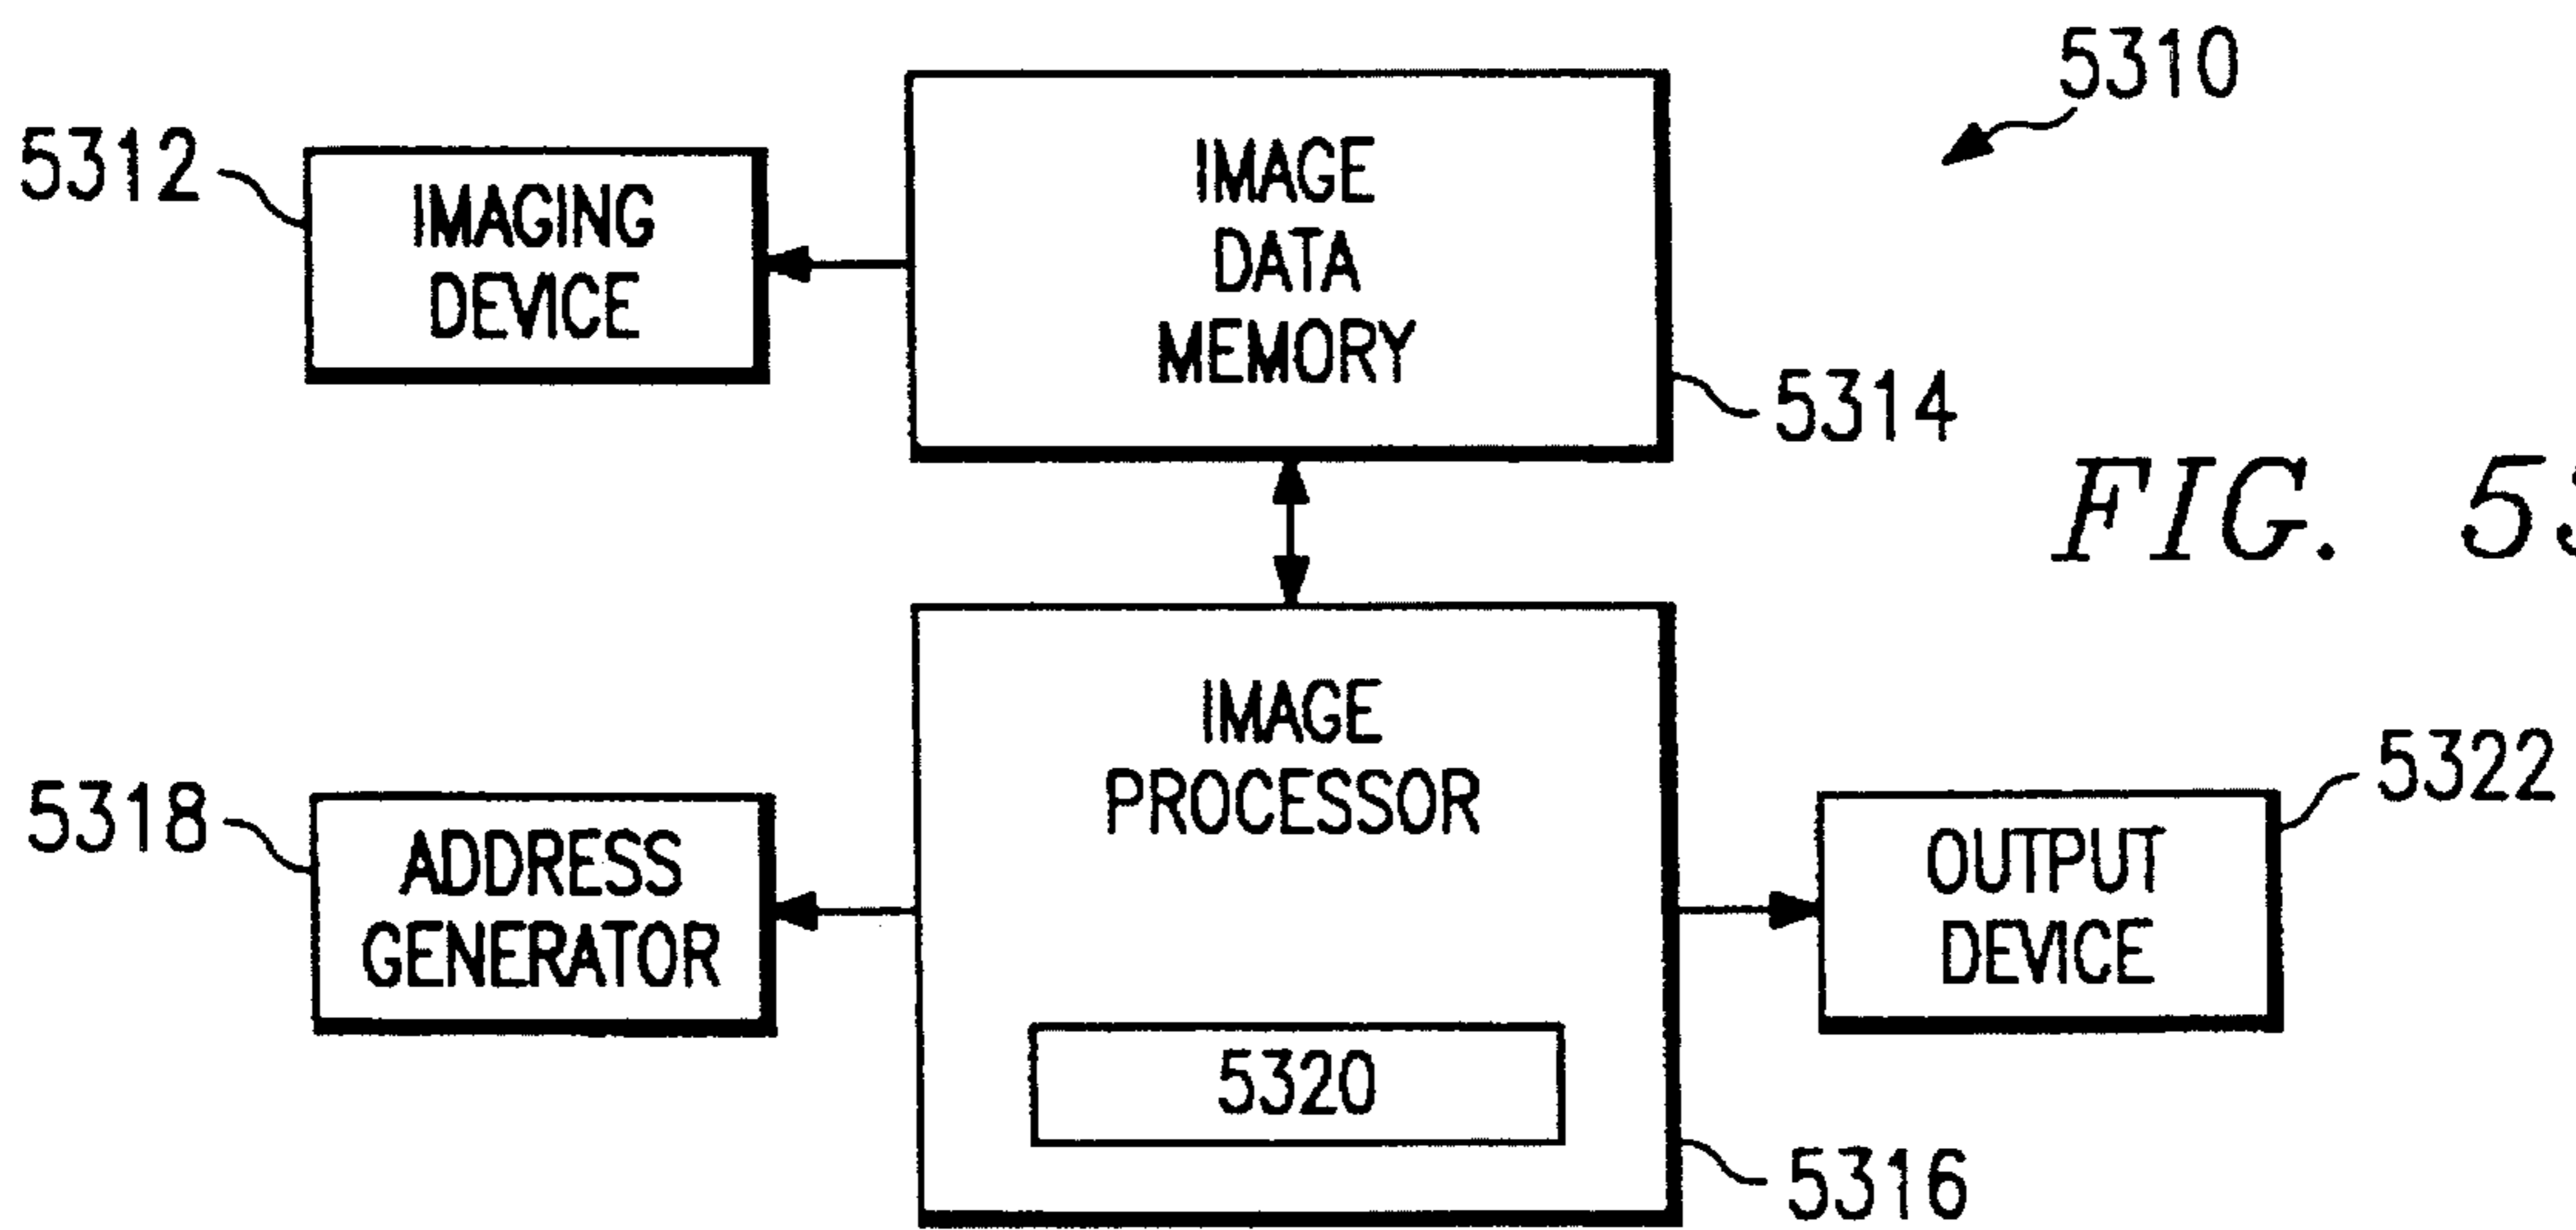 5310
5312
IMAGING
DEVICE
IMAGE
DATA
MEMORY
5314
FIG. 5
5318
ADDRESS
GENERATOR
IMAGE
PROCESSOR
5320
5316
OUTPUT
DEVICE
5322